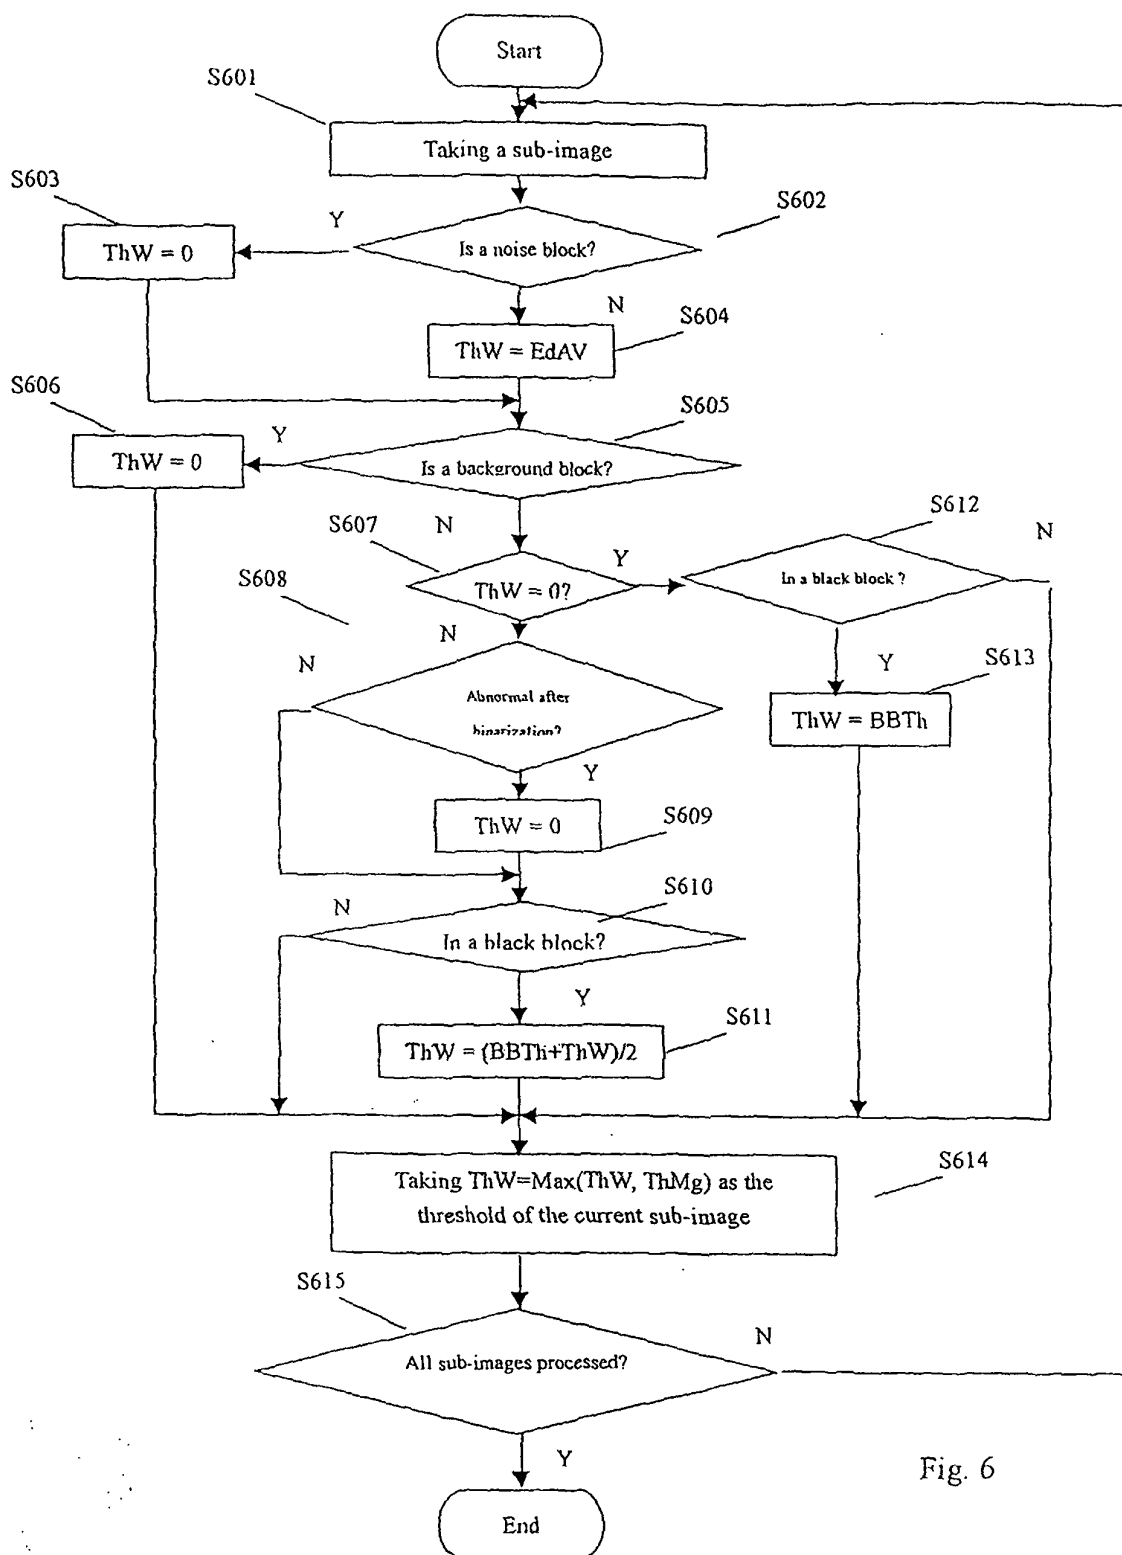 Start
S601
Taking a sub-image
S603
S602
Y
ThW = 0
Is a noise block?
N
S604
ThW = EdAV
S606
S605
Y
ThW = 0
Is a background block?
N
S607
S612
N
Y
S608
ThW = 0?
In a black block ?
N
N
Y
S613
Abnormal after
binarization?
ThW = BBTh
Y
ThW = 0
S609
S610
N
In a black block?
Y
S611
ThW = (BBTh+ThW)/2
S614
Taking ThW=Max(ThW, ThMg) as the
threshold of the current sub-image
S615
N
All sub-images processed?
Y
Fig. 6
End